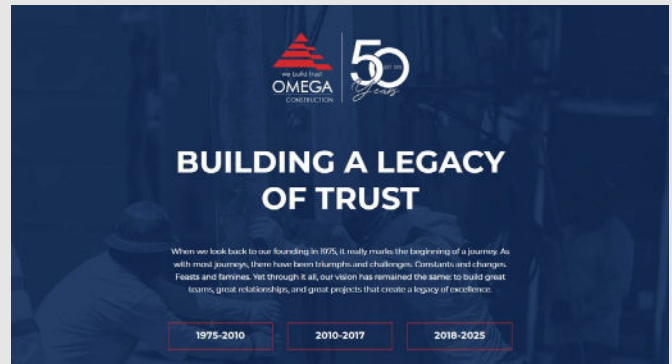 we build trust
OMEGA
CONSTRUCTION
50
Years
BUILDING A LEGACY
OF TRUST
When we look back to our founding in 1975, it really marks the beginning of a journey. As
with most journeys, there have been triumphs and challenges. Constants and changes.
Feasts and famines. Yet through it all, our vision has remained the same: to build great
teams, great relationships, and great projects that create a legacy of excellence.
1975-2010
2010-2017
2018-2025